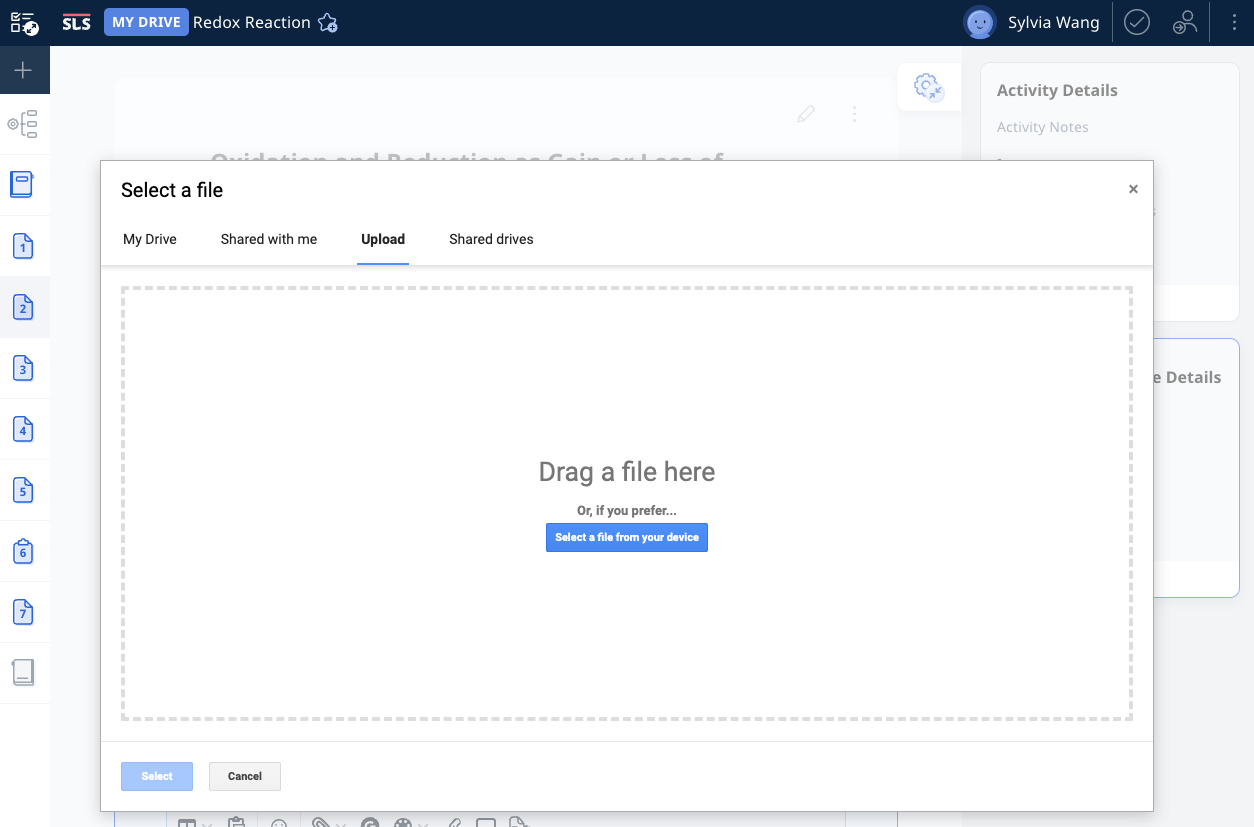 SLS MY DRIVE Redox Reaction Sylvia Wang
Activity Details
Activity Notes
Oxidation and Reduction as Gain or Loss of
Select a file
My Drive Shared with me Upload Shared drives
1
2
3
4
5
6
7
e Details
Drag a file here
Or, if you prefer...
Select a file from your device
Select Cancel